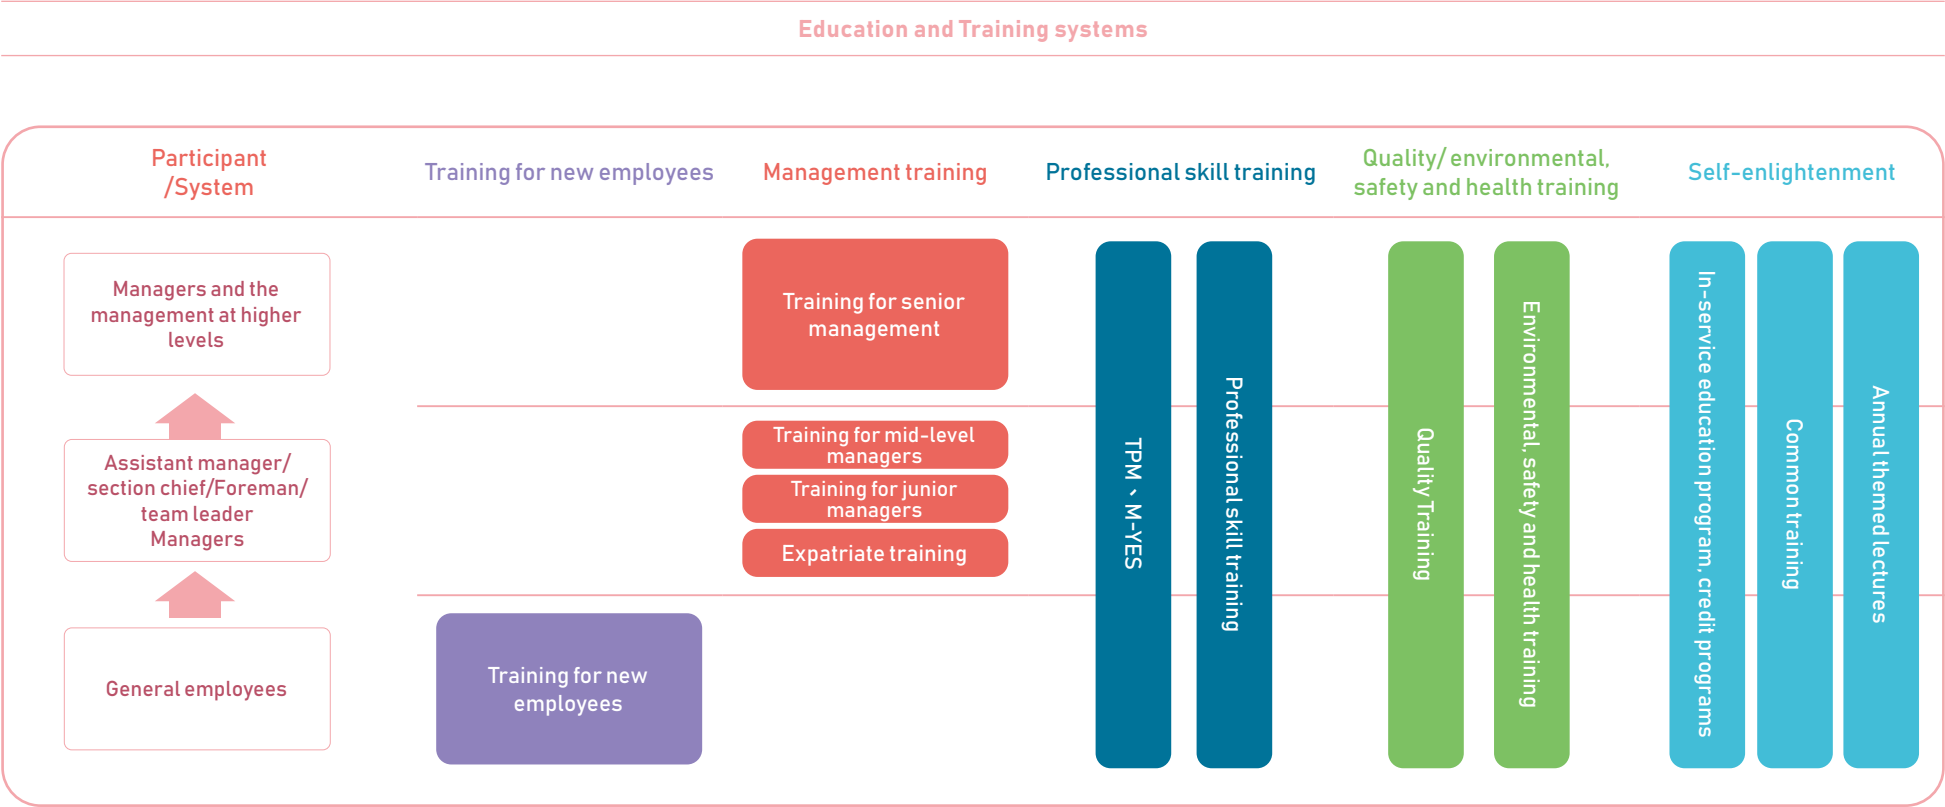 Education and Training systems
Participant
/System
Training for new employees
Management training
Professional skill training
Quality/ environmental,
safety and health training
Self-enlightenment
Managers and the
management at higher
levels
Assistant manager/
section chief/Foreman/
team leader
Managers
General employees
Training for new
employees
Training for senior
management
Training for mid-level
managers
Training for junior
managers
Expatriate training
TPM、M-YES
Professional skill training
Quality Training
Environmental, safety and health training
In-service education program, credit programs
Common training
Annual themed lectures